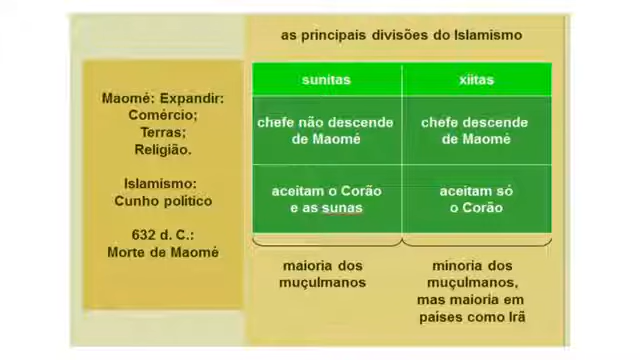 as principais divisões do Islamismo
Maomé: Expandir:
Comércio;
Terras;
Religião.
Islamismo:
Cunho político
632 d. C.:
Morte de Maomé
sunitas
xiitas
chefe não descende
de Maomé
chefe descende
de Maomé
aceitam o Corão
e as sunas
aceitam só
o Corão
maioria dos
muçulmanos
minoria dos
muçulmanos,
mas maioria em
países como Irã